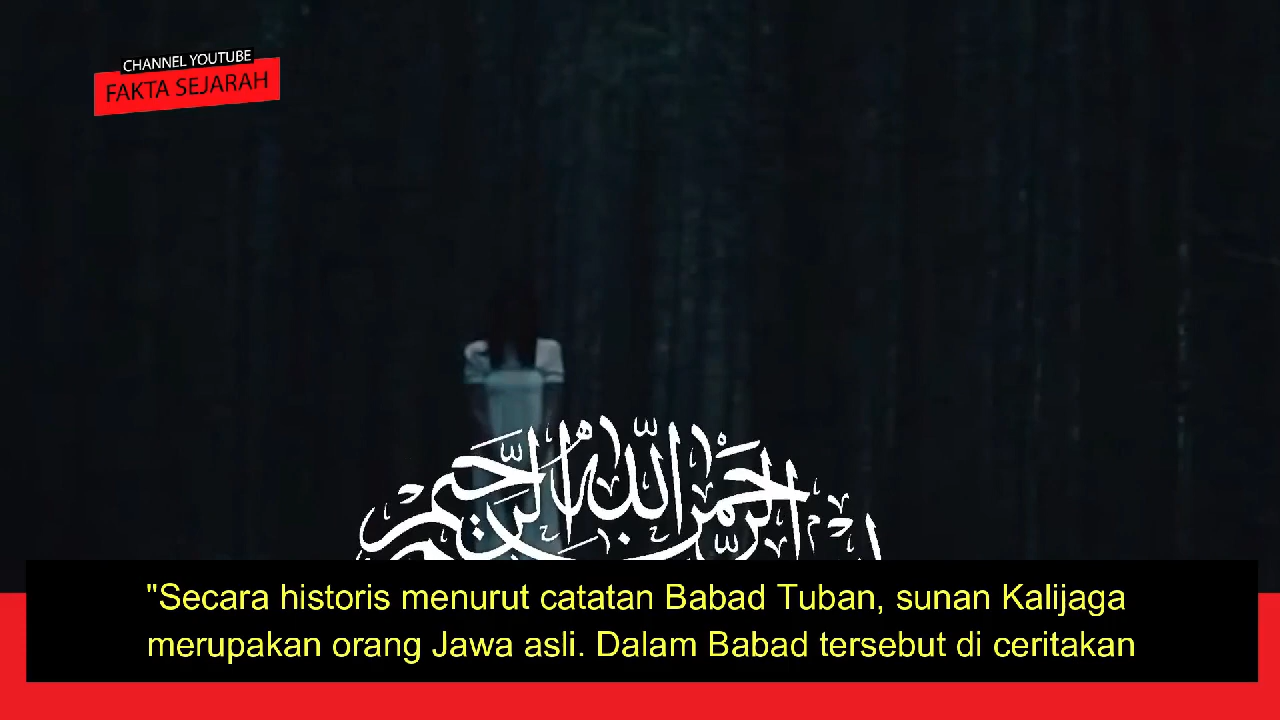 CHANNEL YOUTUBE
FAKTA SEJARAH
الله الرحمن الرحيم
"Secara historis menurut catatan Babad Tuban, sunan Kalijaga
merupakan orang Jawa asli. Dalam Babad tersebut di ceritakan